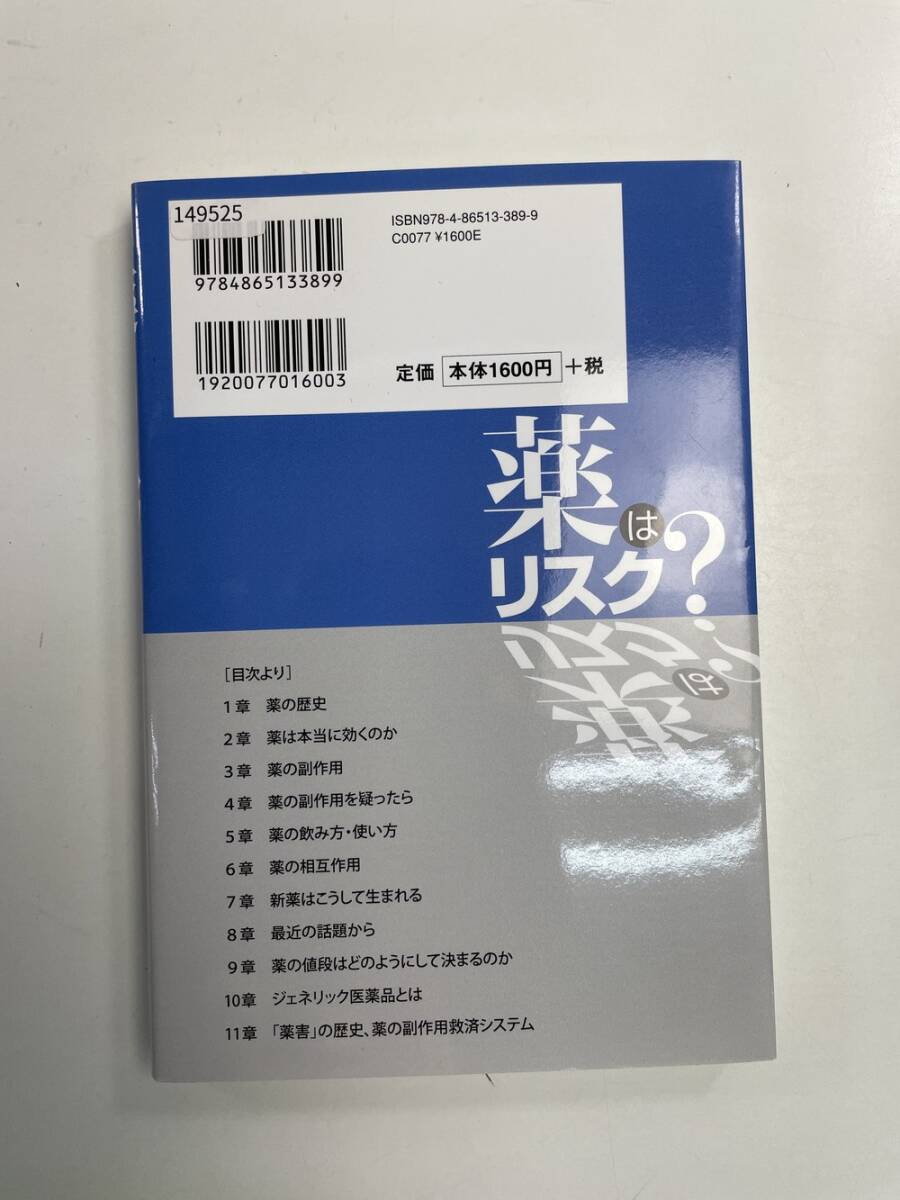 149525
ISBN978-4-86513-389-9
C0077 ¥1600E
9784865133899
1920077016003
定価 本体1600円 +税
薬は
リスク?
[目次より]
1章 薬の歴史
2章 薬は本当に効くのか
3章 薬の副作用
4章 薬の副作用を疑ったら
5章 薬の飲み方・使い方
6章 薬の相互作用
7章 新薬はこうして生まれる
8章 最近の話題から
9章 薬の値段はどのようにして決まるのか
10章 ジェネリック医薬品とは
11章 「薬害」の歴史、薬の副作用救済システム